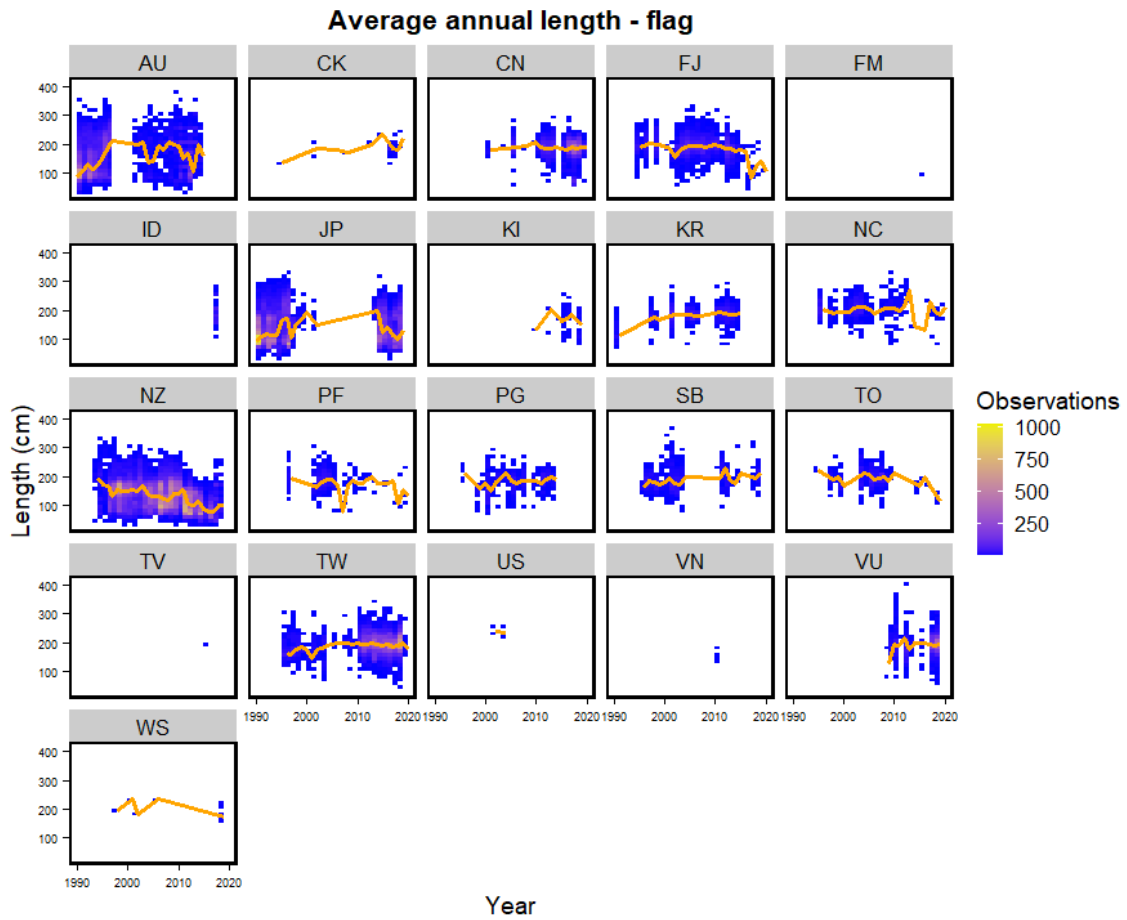 Average annual length - flag
AU CK CN FJ FM
400
300
200
100
ID JP KI KR NC
400
300
200
100
NZ PF PG SB TO
400
300
200
100
TV TW US VN VU
400
300
200
100
1990 2000 2010 2020 1990 2000 2010 2020 1990 2000 2010 2020 1990 2000 2010 2020
WS
400
300
200
100
1990 2000 2010 2020
Length (cm)
Year
Observations
1000
750
500
250